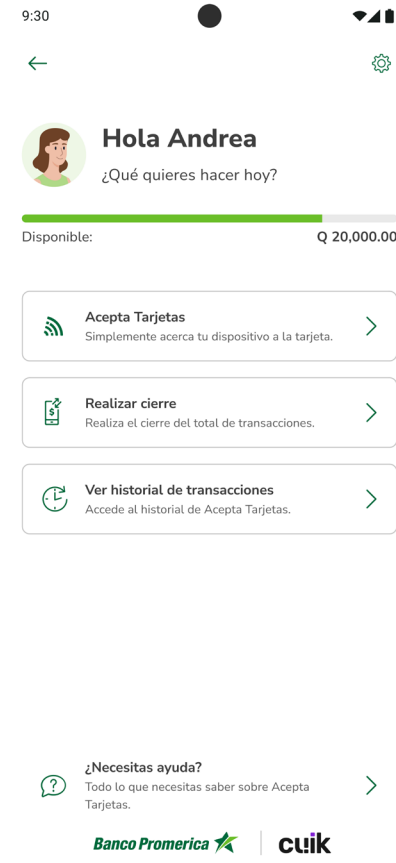 9:30
Hola Andrea
¿Qué quieres hacer hoy?
Disponible: Q 20,000.00
Acepta Tarjetas
Simplemente acerca tu dispositivo a la tarjeta.
$
Realizar cierre
Realiza el cierre del total de transacciones.
Ver historial de transacciones
Accede al historial de Acepta Tarjetas.
¿Necesitas ayuda?
?
Todo lo que necesitas saber sobre Acepta
Tarjetas.
Banco Promerica cuik